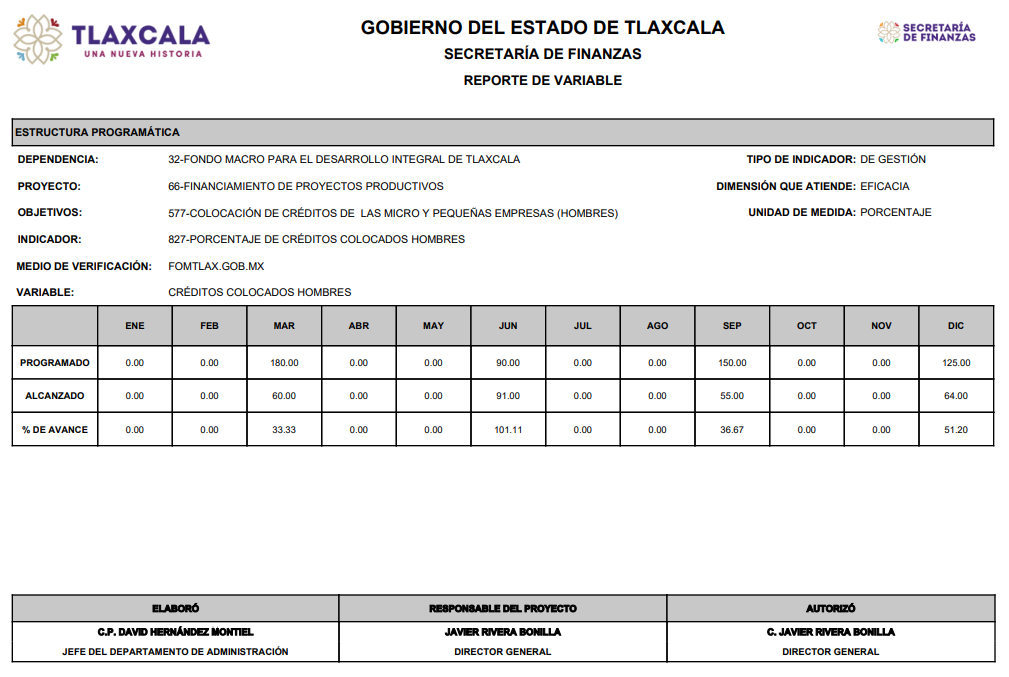 TLAXCALA
UNA NUEVA HISTORIA
GOBIERNO DEL ESTADO DE TLAXCALA
SECRETARÍA DE FINANZAS
REPORTE DE VARIABLE
SECRETARÍA
DE FINANZAS
ESTRUCTURA PROGRAMÁTICA
DEPENDENCIA: 32-FONDO MACRO PARA EL DESARROLLO INTEGRAL DE TLAXCALA TIPO DE INDICADOR: DE GESTIÓN
PROYECTO: 66-FINANCIAMIENTO DE PROYECTOS PRODUCTIVOS DIMENSIÓN QUE ATIENDE: EFICACIA
OBJETIVOS: 577-COLOCACIÓN DE CRÉDITOS DE LAS MICRO Y PEQUEÑAS EMPRESAS (HOMBRES) UNIDAD DE MEDIDA: PORCENTAJE
INDICADOR: 827-PORCENTAJE DE CRÉDITOS COLOCADOS HOMBRES
MEDIO DE VERIFICACIÓN: FOMTLAX.GOB.MX
VARIABLE: CRÉDITOS COLOCADOS HOMBRES
ENE FEB MAR ABR MAY JUN JUL AGO SEP OCT NOV DIC
PROGRAMADO 0.00 0.00 180.00 0.00 0.00 90.00 0.00 0.00 150.00 0.00 0.00 125.00
ALCANZADO 0.00 0.00 60.00 0.00 0.00 91.00 0.00 0.00 55.00 0.00 0.00 64.00
% DE AVANCE 0.00 0.00 33.33 0.00 0.00 101.11 0.00 0.00 36.67 0.00 0.00 51.20
ELABORÓ RESPONSABLE DEL PROYECTO AUTORIZÓ
C.P. DAVID HERNÁNDEZ MONTIEL JAVIER RIVERA BONILLA C. JAVIER RIVERA BONILLA
JEFE DEL DEPARTAMENTO DE ADMINISTRACIÓN DIRECTOR GENERAL DIRECTOR GENERAL